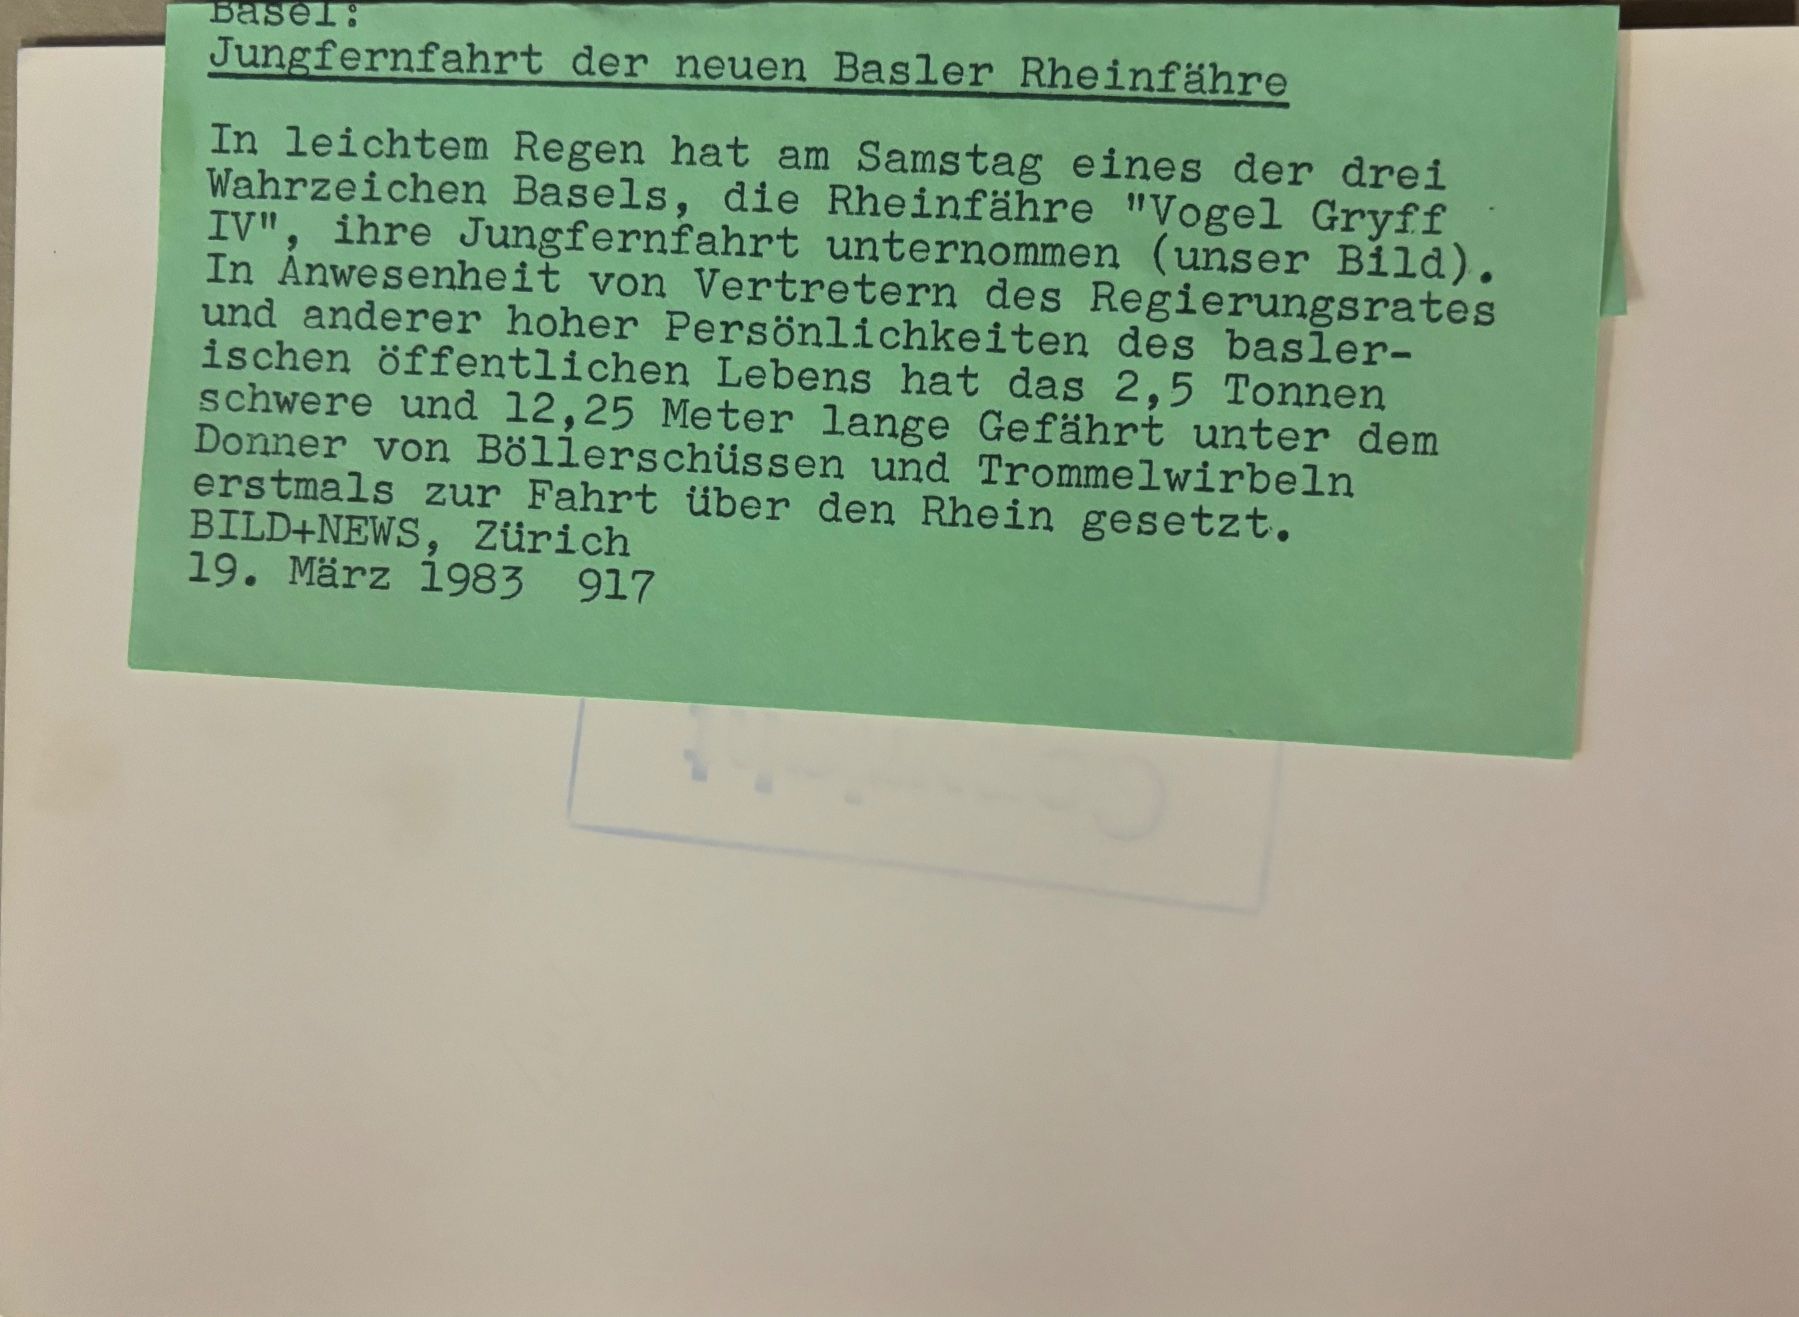 Basel:
Jungfernfahrt der neuen Basler Rheinfähre
In leichtem Regen hat am Samstag eines der drei
Wahrzeichen Basels, die Rheinfähre "Vogel Gryff
IV", ihre Jungfernfahrt unternommen (unser Bild).
In Anwesenheit von Vertretern des Regierungsrates
und anderer hoher Persönlichkeiten des basler-
ischen öffentlichen Lebens hat das 2,5 Tonnen
schwere und 12,25 Meter lange Gefährt unter dem
Donner von Böllerschüssen und Trommelwirbeln
erstmals zur Fahrt über den Rhein gesetzt.
BILD+NEWS, Zürich
19. März 1983 917